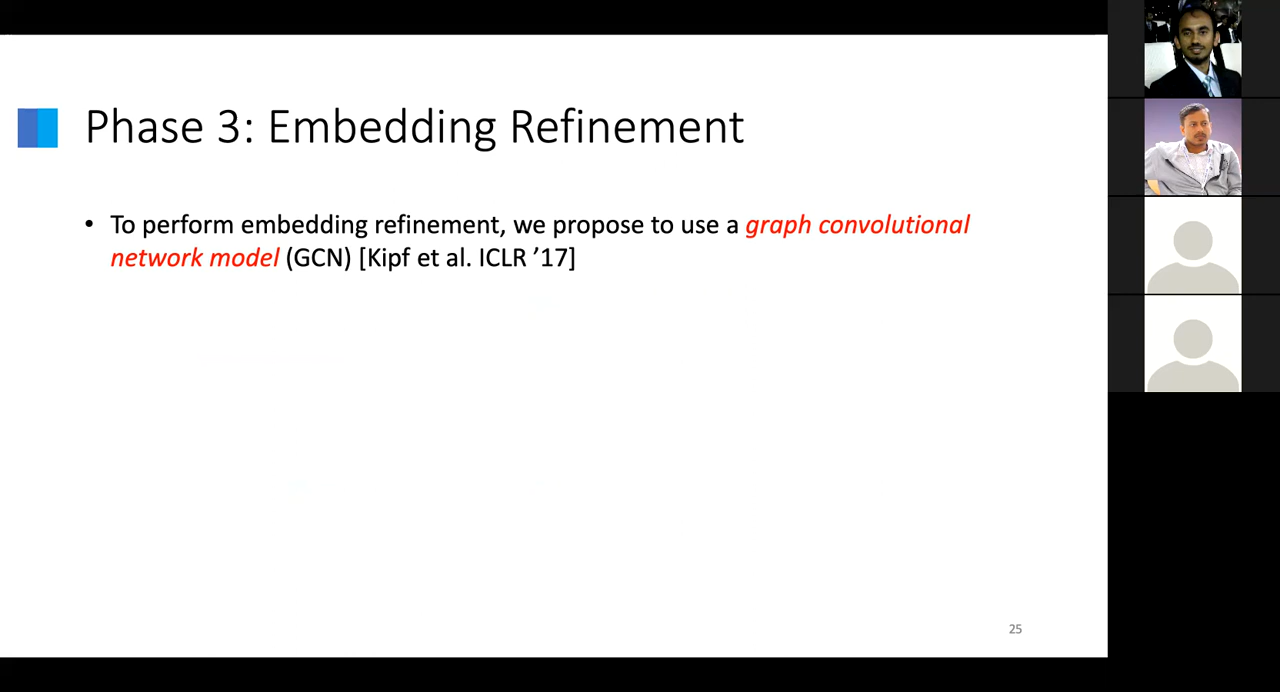 Phase 3: Embedding Refinement
• To perform embedding refinement, we propose to use a graph convolutional
network model (GCN) [Kipf et al. ICLR ’17]
25